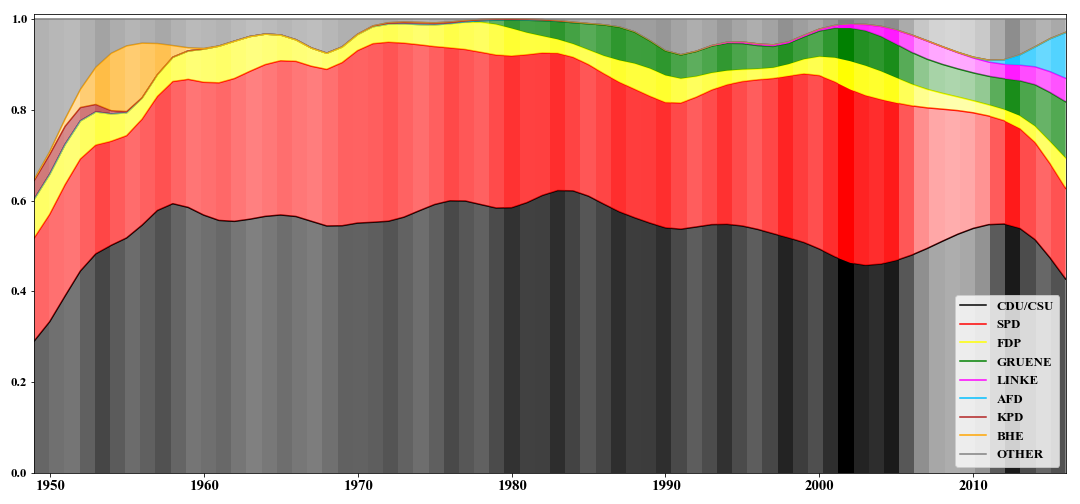 1.0
0.8
0.6
0.4
0.2
0.0
1950 1960 1970 1980 1990 2000 2010
CDU/CSU
SPD
FDP
GRUENE
LINKE
AFD
KPD
BHE
OTHER